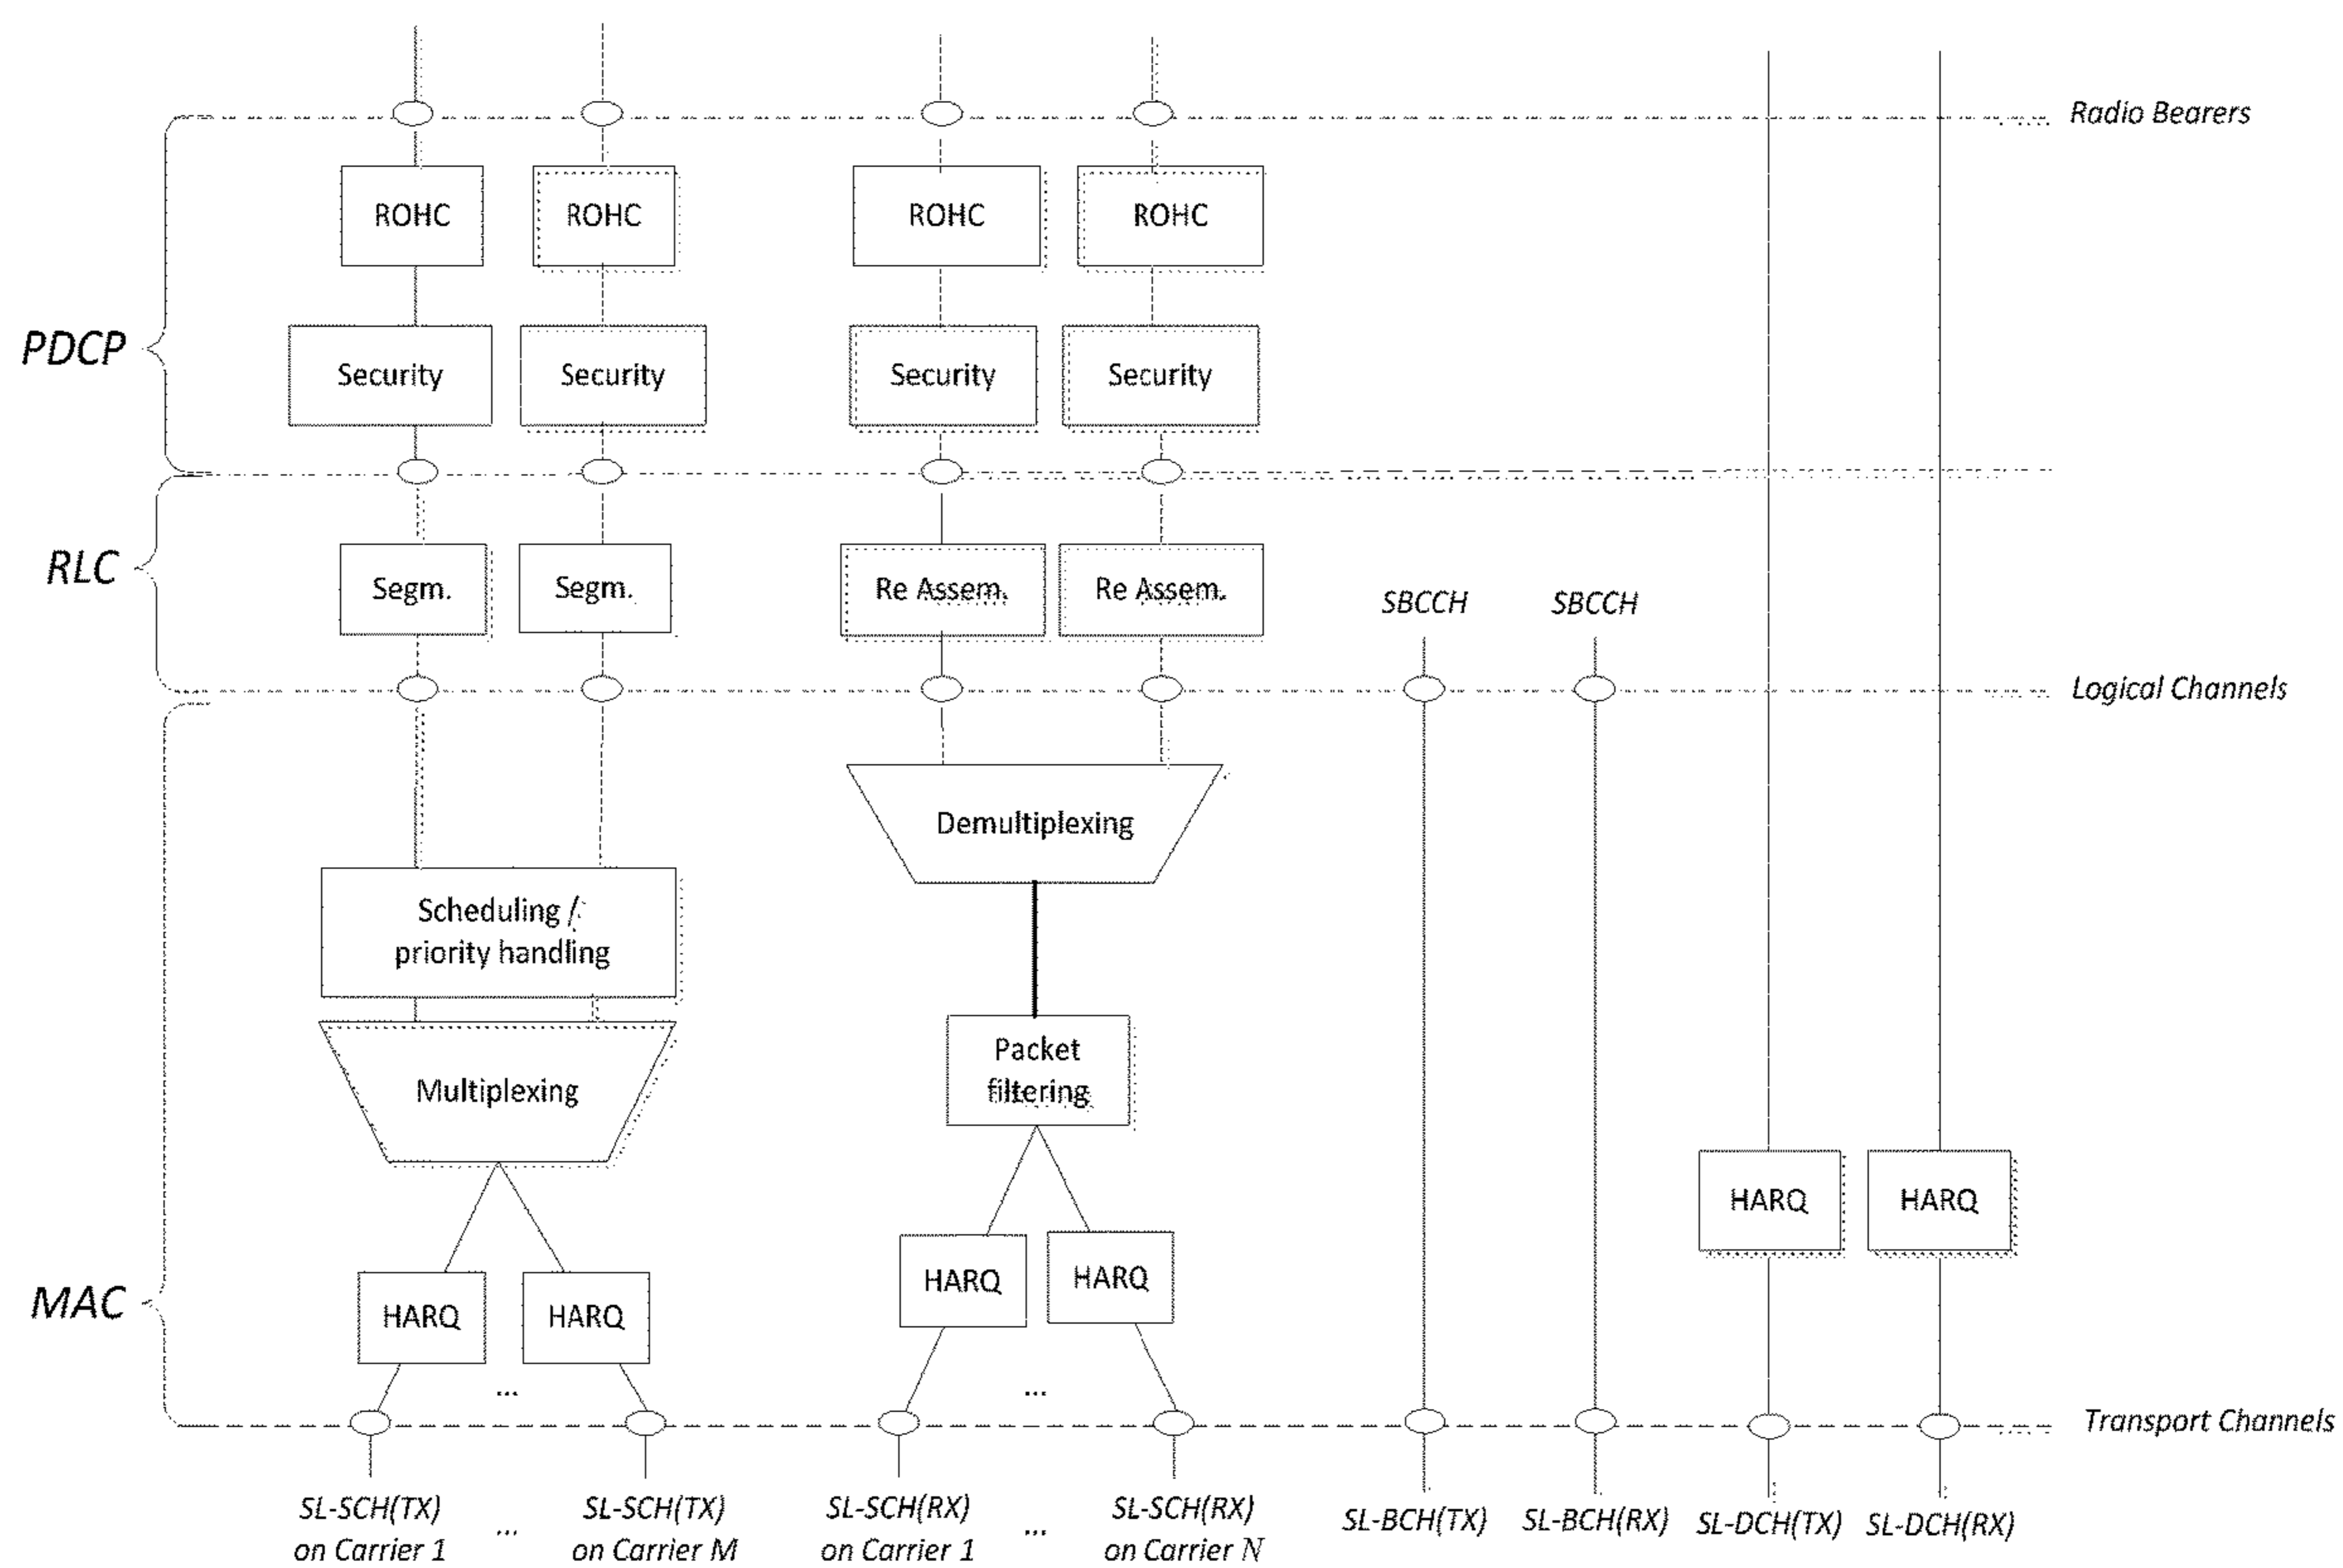 Radio Bearers
ROHC
ROHC
ROHC
ROHC
PDCP
Security
Security
Security
Security
RLC
Segm.
Segm.
Re Assem.
Re Assem.
SBCCH
SBCCH
Logical Channels
Demultiplexing
Scheduling /
priority handling
Packet
filtering
Multiplexing
HARQ
HARQ
HARQ
HARQ
MAC
HARQ
HARQ
...
...
Transport Channels
SL-SCH(TX)
on Carrier 1
...
SL-SCH(TX)
on Carrier M
SL-SCH(RX)
on Carrier 1
...
SL-SCH(RX)
on Carrier N
SL-BCH(TX)
SL-BCH(RX)
SL-DCH(TX)
SL-DCH(RX)